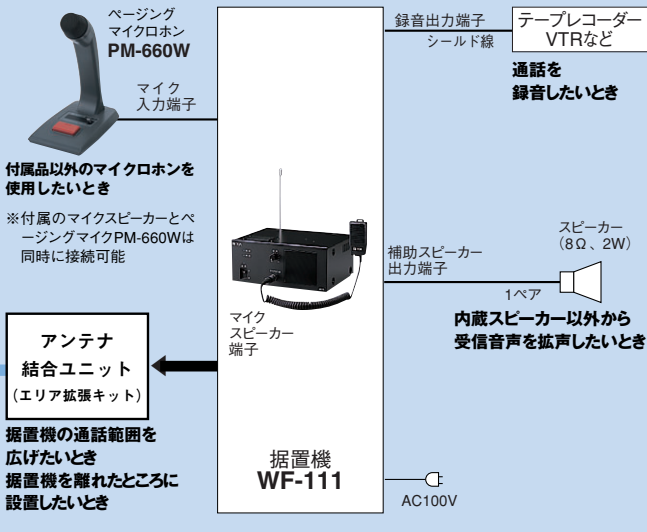 ページング
マイクロホン
PM-660W
マイク
入力端子
付属品以外のマイクロホンを
使用したいとき
※付属のマイクスピーカーとペ
ージングマイクPM-660Wは
同時に接続可能
アンテナ
結合ユニット
（エリア拡張キット）
据置機の通話範囲を
広げたいとき
据置機を離れたところに
設置したいとき
マイク
スピーカー
端子
据置機
WF-111
録音出力端子
シールド線
テープレコーダー
VTRなど
通話を
録音したいとき
補助スピーカー
出力端子
1ペア
スピーカー
（8Ω、2W）
内蔵スピーカー以外から
受信音声を拡声したいとき
AC100V